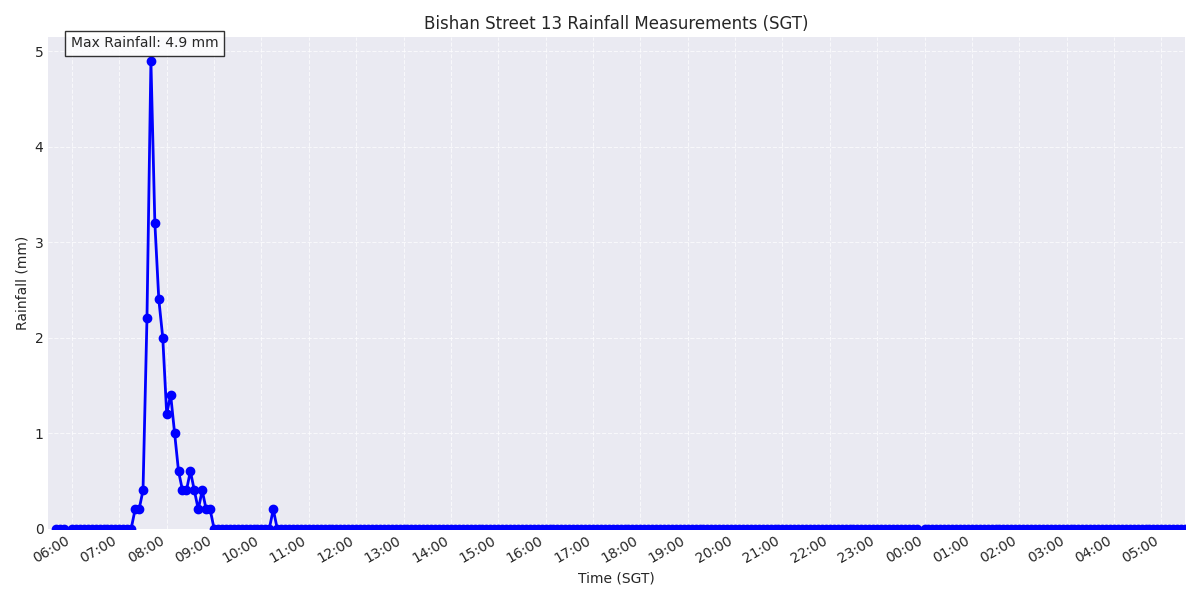 Bishan Street 13 Rainfall Measurements (SGT)
Max Rainfall: 4.9 mm
5
4
3
2
1
0
Rainfall (mm)
06:00 07:00 08:00 09:00 10:00 11:00 12:00 13:00 14:00 15:00 16:00 17:00 18:00 19:00 20:00 21:00 22:00 23:00 00:00 01:00 02:00 03:00 04:00 05:00
Time (SGT)